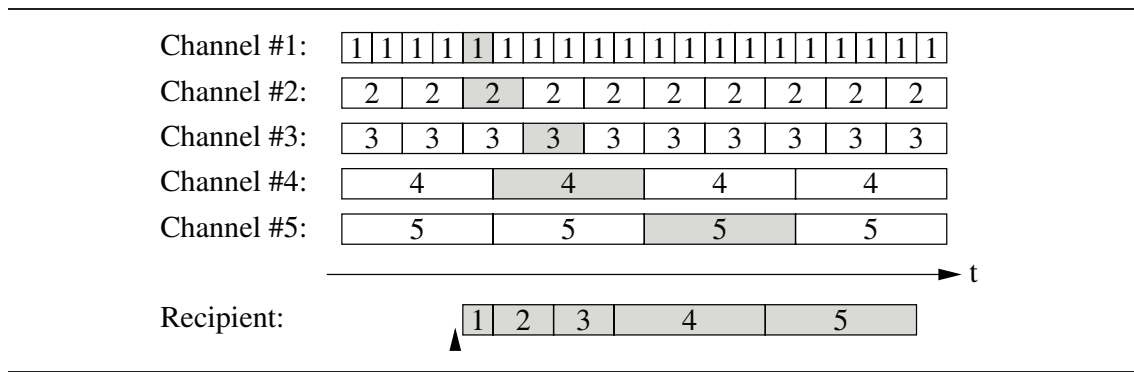 Channel #1: 1 1 1 1 1 1 1 1 1 1 1 1 1 1 1 1 1 1 1 1
Channel #2: 2 2 2 2 2 2 2 2 2 2
Channel #3: 3 3 3 3 3 3 3 3 3 3
Channel #4: 4 4 4 4
Channel #5: 5 5 5 5
t
Recipient: 1 2 3 4 5